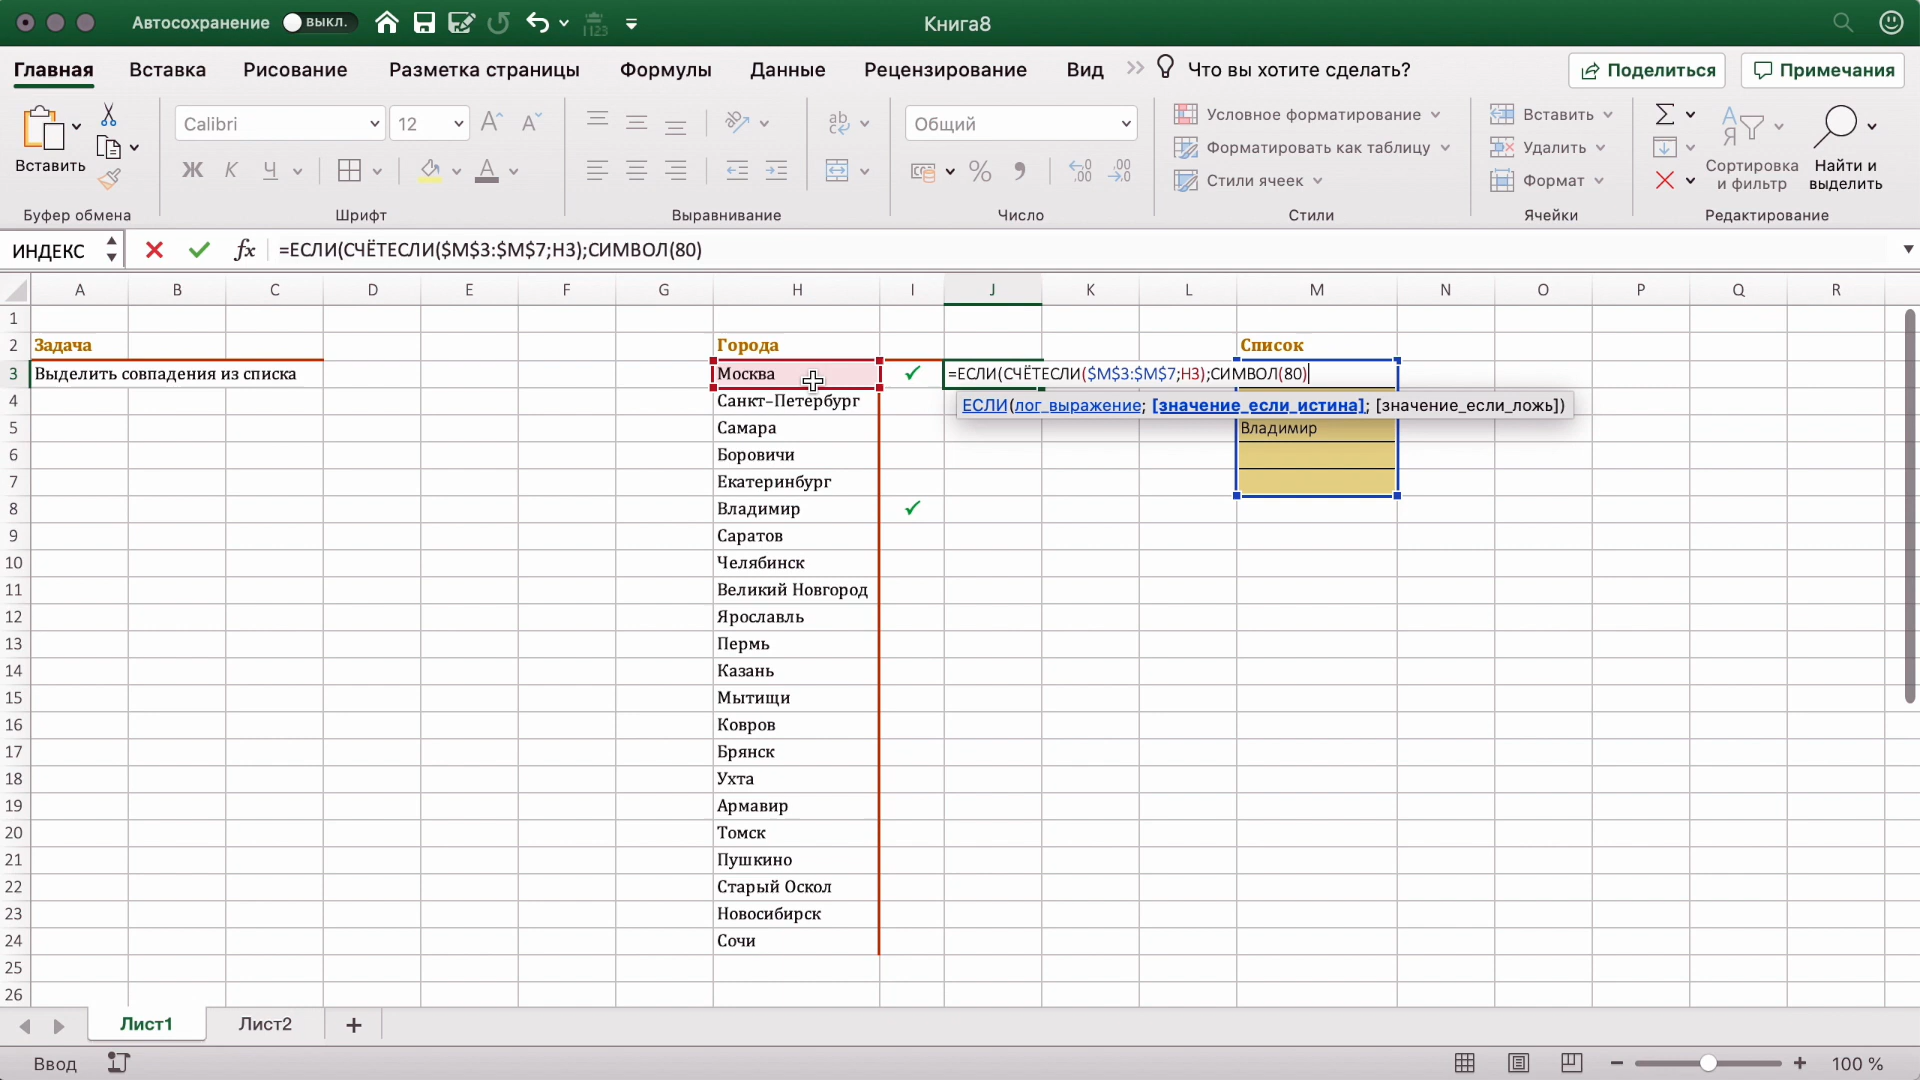 Автосохранение выкл. Книга8
Главная Вставка Рисование Разметка страницы Формулы Данные Рецензирование Вид Что вы хотите сделать? Поделиться Примечания
Вставить
Calibri 12
Ж К Ч
Общий
Условное форматирование
Форматировать как таблицу
Стили ячеек
Вставить
Удалить
Формат
Сортировка и фильтр
Найти и выделить
Буфер обмена Шрифт Выравнивание Число Стили Ячейки Редактирование
ИНДЕКС fx =ЕСЛИ(СЧЁТЕСЛИ($M$3:$M$7;H3);СИМВОЛ(80)
A B C D E F G H I J K L M N O P Q R
1
2 Задача Города Список
3 Выделить совпадения из списка Москва ✓ =ЕСЛИ(СЧЁТЕСЛИ($M$3:$M$7;H3);СИМВОЛ(80)
4 Санкт-Петербург ЕСЛИ(лог_выражение; [значение_если_истина]; [значение_если_ложь])
5 Самара Владимир
6 Боровичи
7 Екатеринбург
8 Владимир ✓
9 Саратов
10 Челябинск
11 Великий Новгород
12 Ярославль
13 Пермь
14 Казань
15 Мытищи
16 Ковров
17 Брянск
18 Ухта
19 Армавир
20 Томск
21 Пушкино
22 Старый Оскол
23 Новосибирск
24 Сочи
25
26
Лист1 Лист2 +
Ввод 100 %